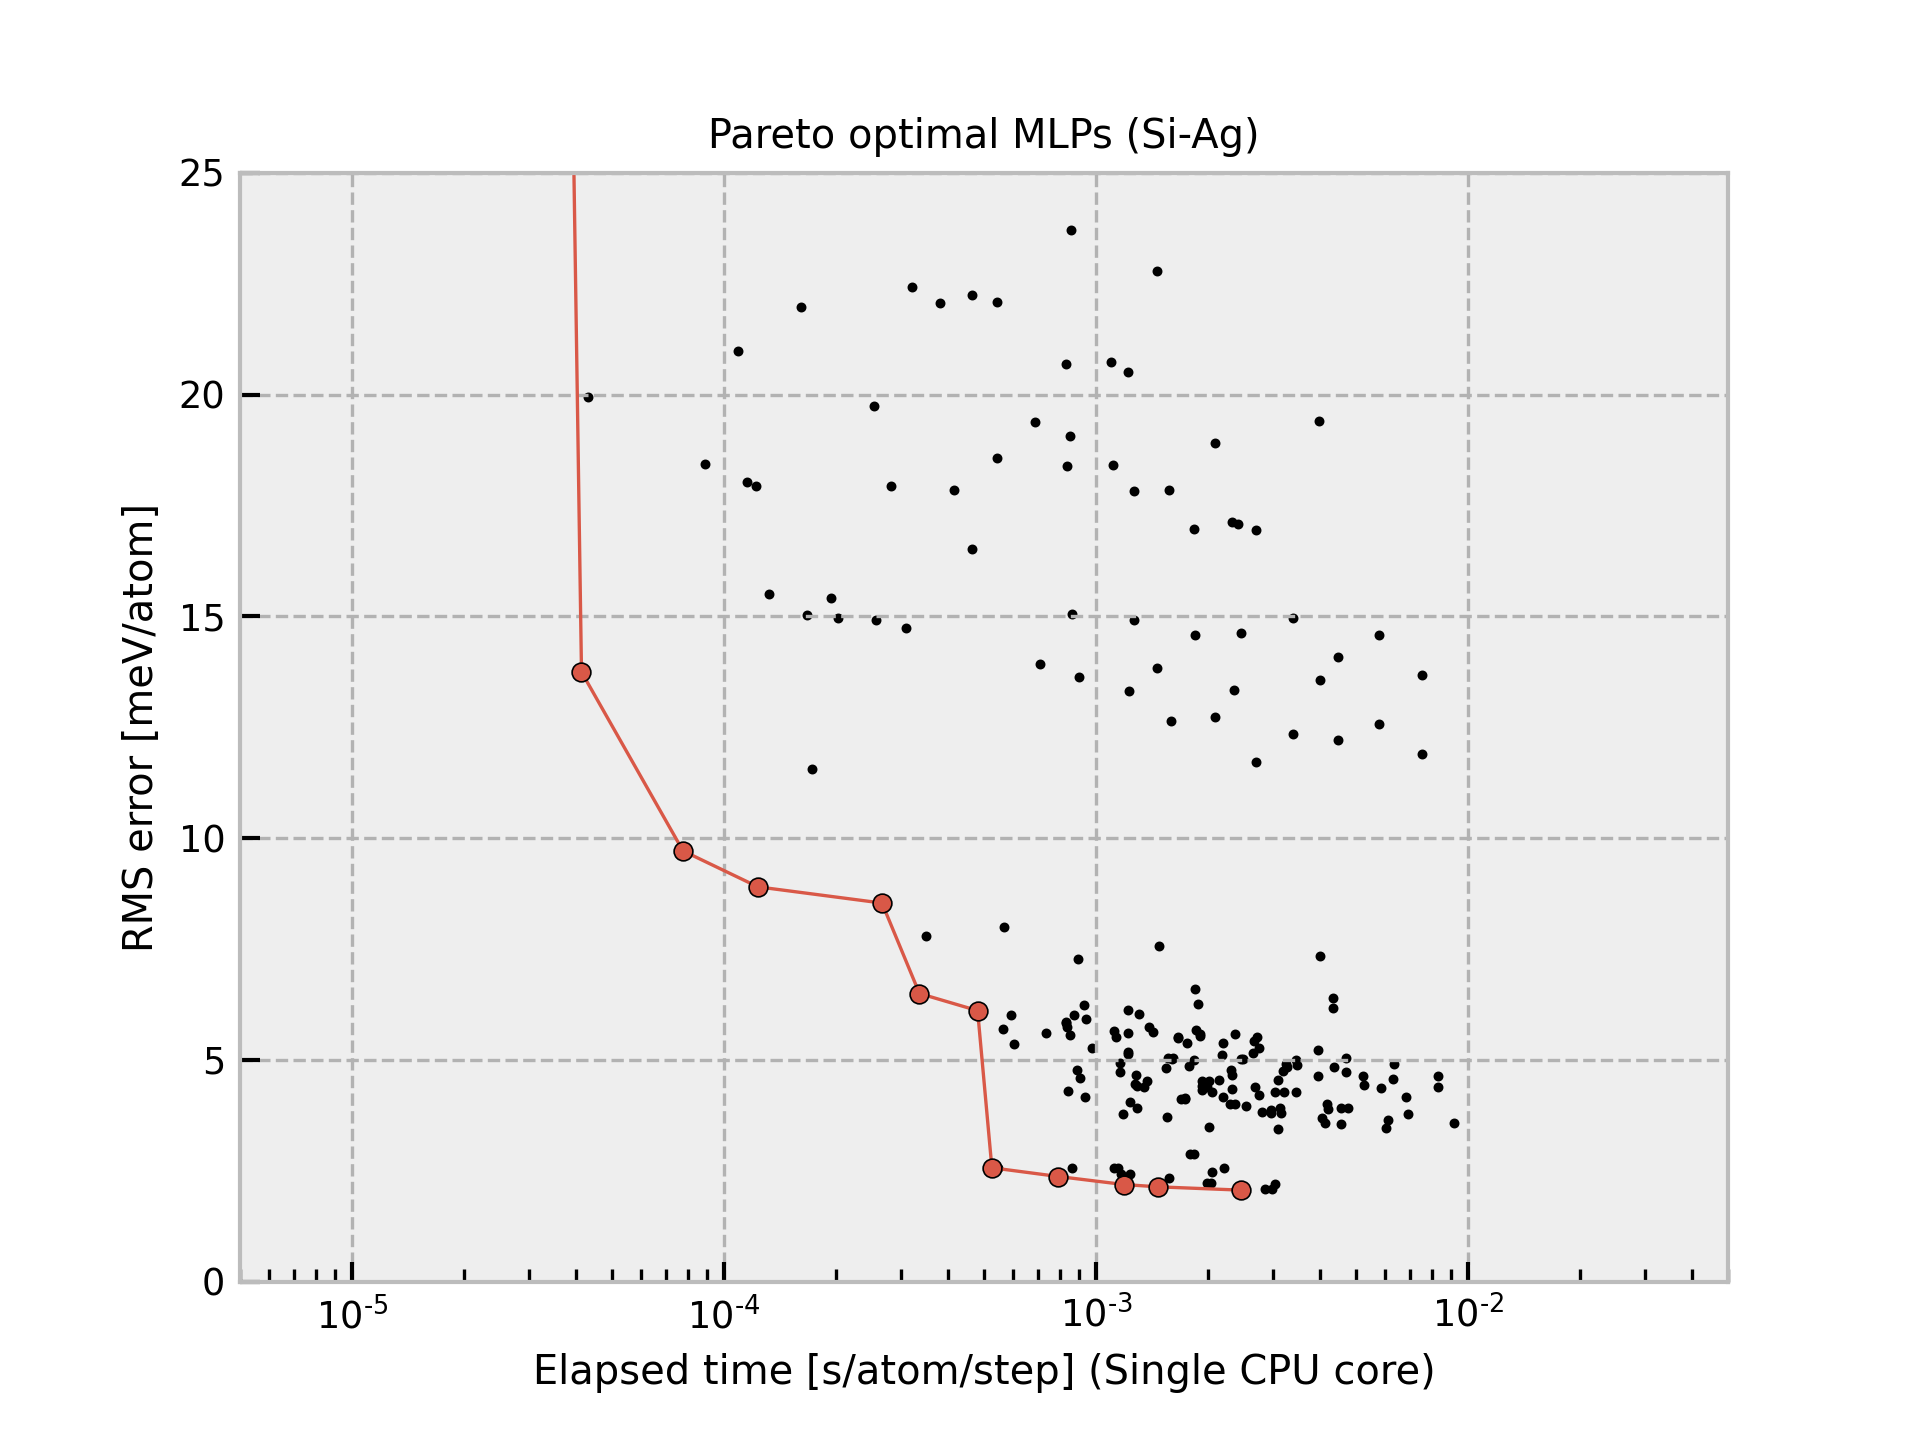 Pareto optimal MLPs (Si-Ag)
25
20
15
10
5
0
RMS error [meV/atom]
10-5 10-4 10-3 10-2
Elapsed time [s/atom/step] (Single CPU core)